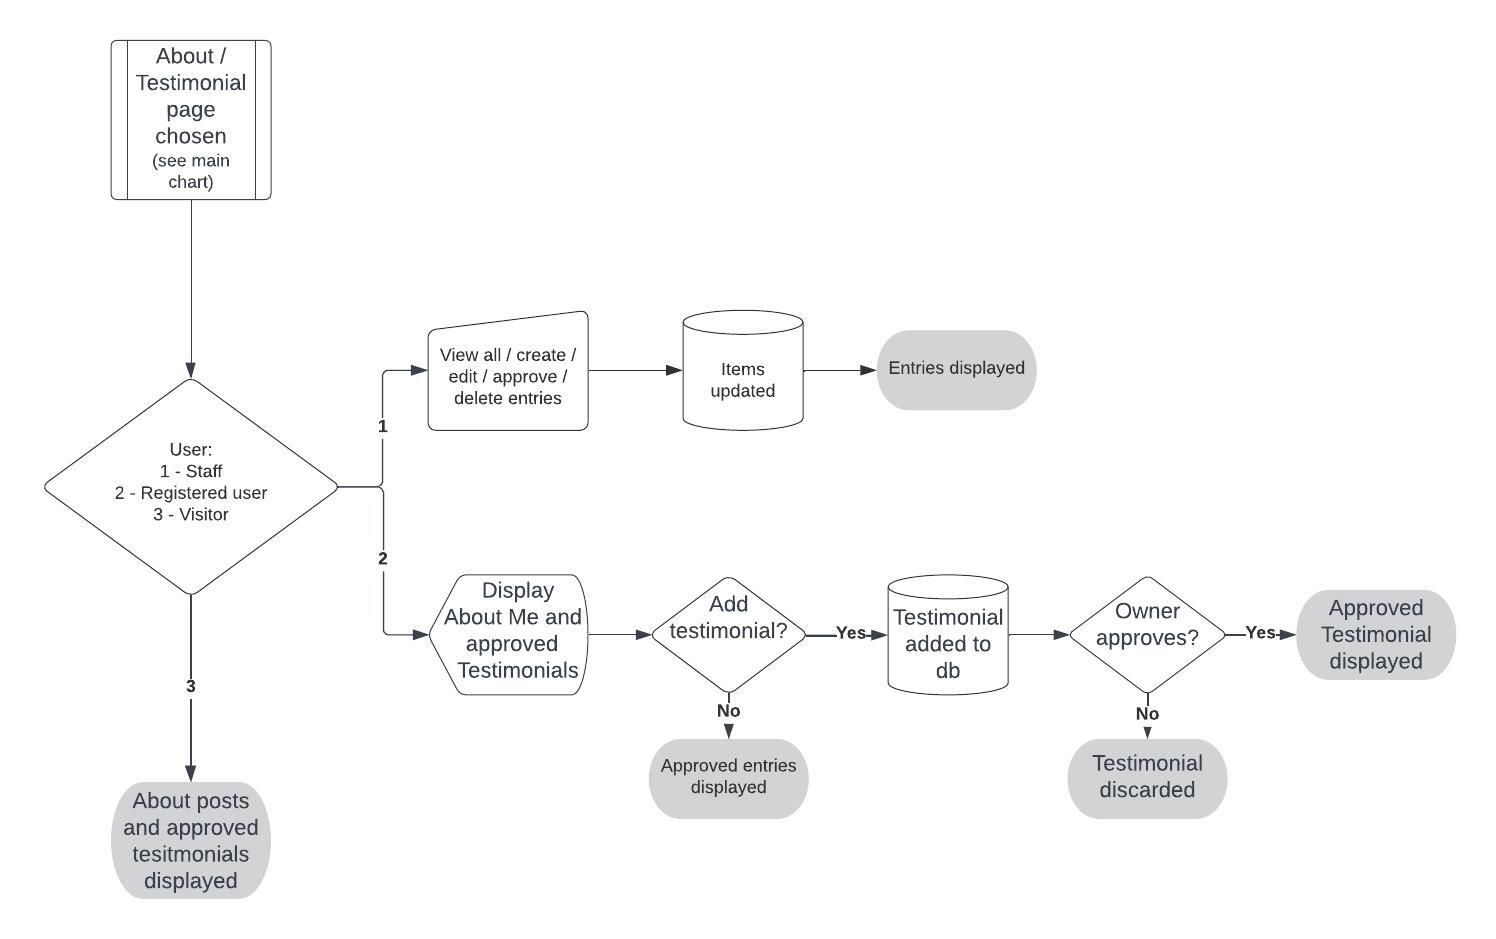 About /
Testimonial
page
chosen
(see main
chart)
User:
1 - Staff
2 - Registered user
3 - Visitor
1
View all / create /
edit / approve /
delete entries
Items
updated
Entries displayed
2
Display
About Me and
approved
Testimonials
Add
testimonial?
Yes
Testimonial
added to
db
Owner
approves?
Yes
Approved
Testimonial
displayed
No
Approved entries
displayed
No
Testimonial
discarded
3
About posts
and approved
tesitmonials
displayed